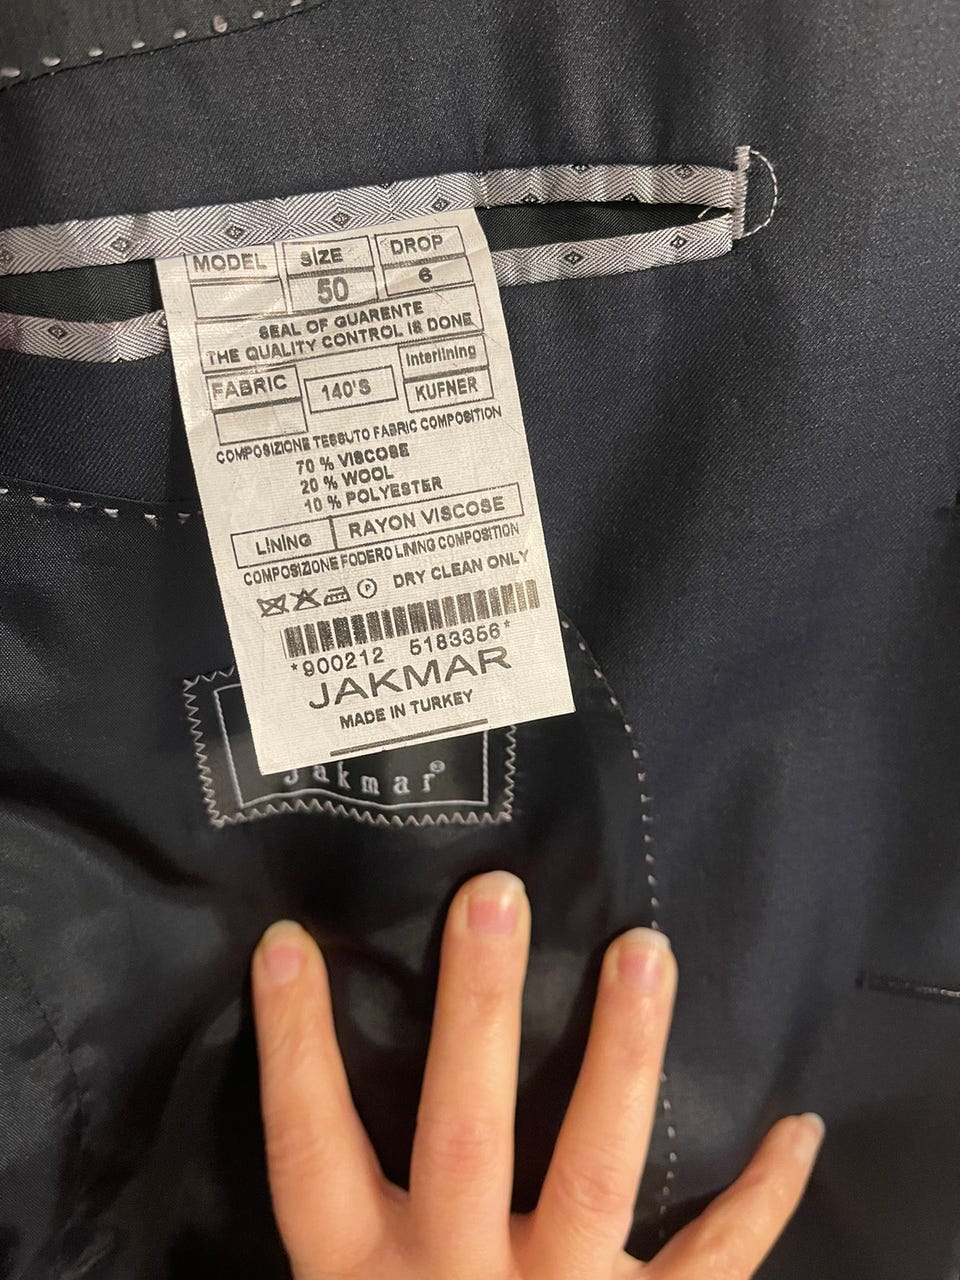 MODEL SIZE DROP
50 6
SEAL OF GUARENTE
THE QUALITY CONTROL IS DONE
FABRIC 140'S Interlining
KUFNER
COMPOSIZIONE TESSUTO FABRIC COMPOSITION
70 % VISCOSE
20 % WOOL
10 % POLYESTER
LINING RAYON VISCOSE
COMPOSIZIONE FODERO LINING COMPOSITION
P DRY CLEAN ONLY
*900212 5183356*
JAKMAR
MADE IN TURKEY
Jakmar®